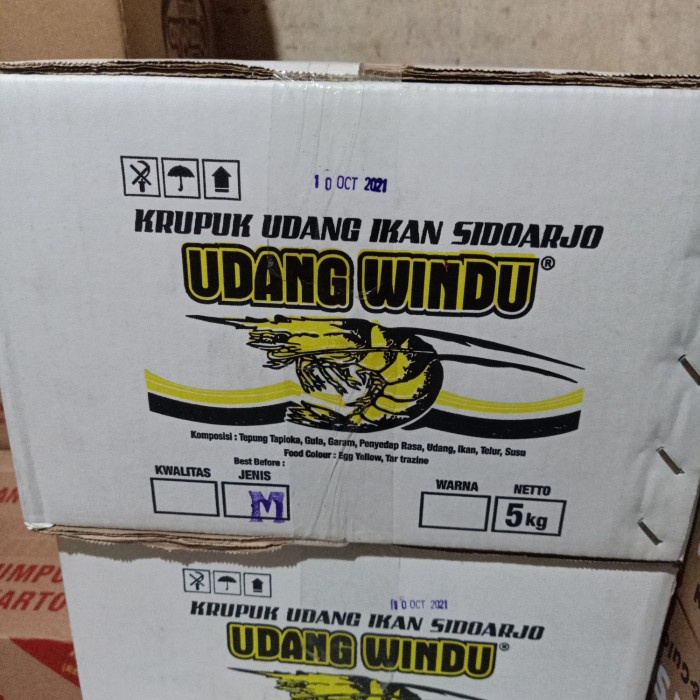 10 OCT 2021
KRUPUK UDANG IKAN SIDOARJO
UDANG WINDU®
Komposisi : Tepung Tapioka, Gula, Garam, Penyedap Rasa, Udang, Ikan, Telur, Susu
Food Colour : Egg Yellow, Tar trazine
Best Before :
KWALITAS JENIS WARNA NETTO
M 5 kg
10 OCT 2021
KRUPUK UDANG IKAN SIDOARJO
UDANG WINDU®